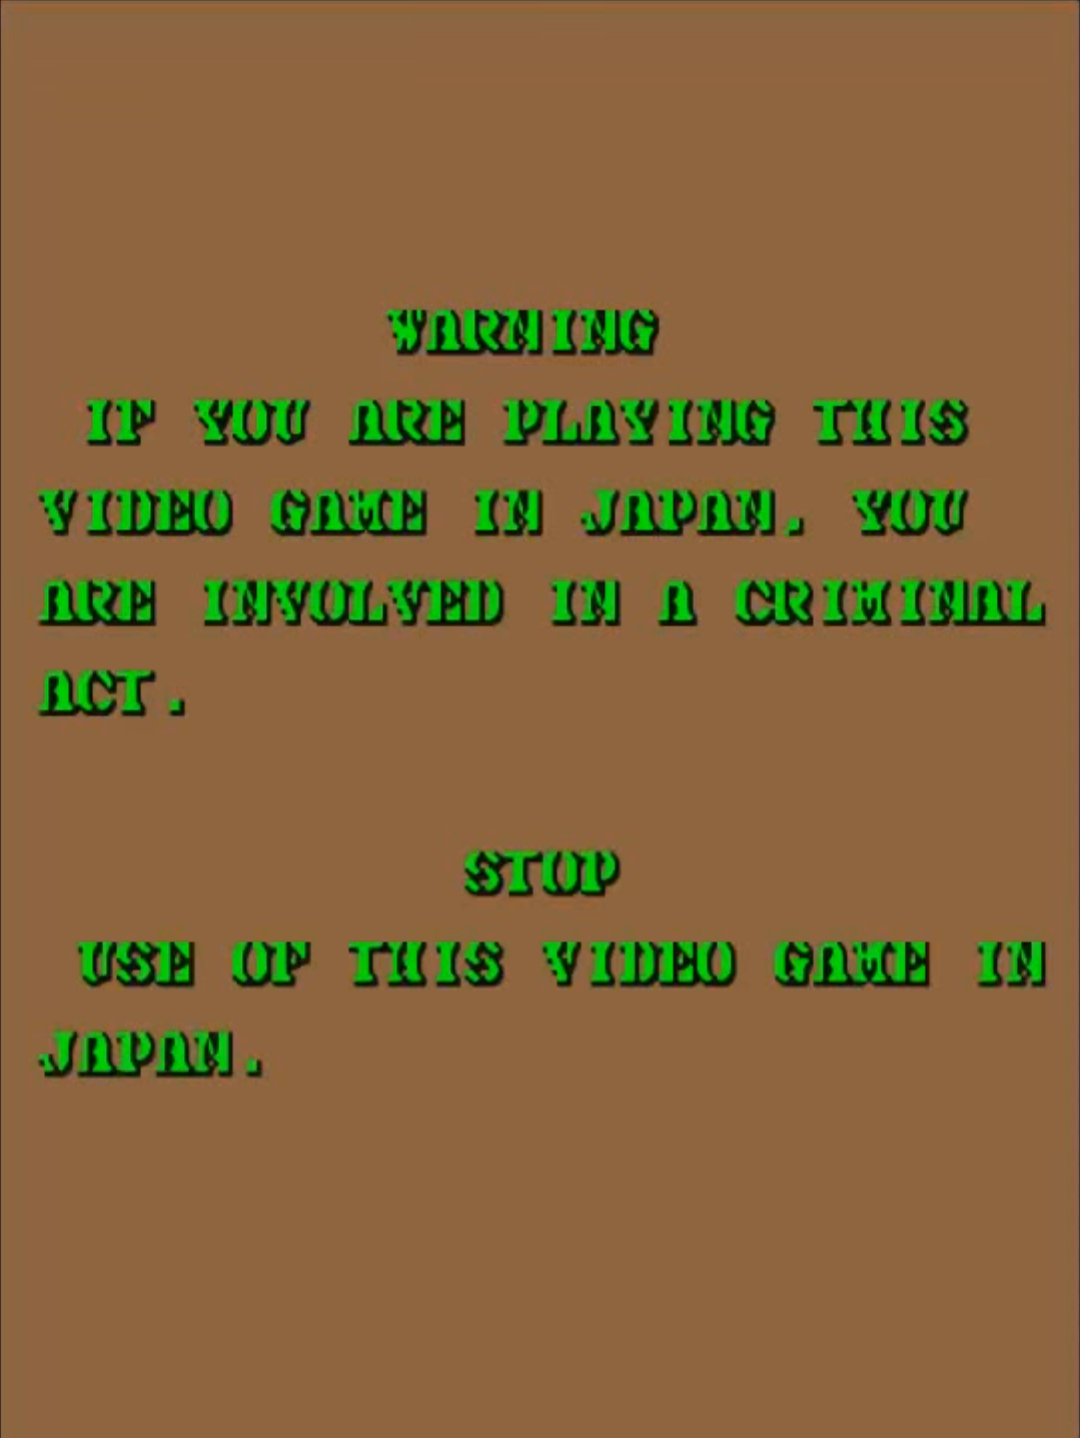 WARNING
IF YOU ARE PLAYING THIS
VIDEO GAME IN JAPAN. YOU
ARE INVOLVED IN A CRIMINAL
ACT.
STOP
USE OF THIS VIDEO GAME IN
JAPAN.